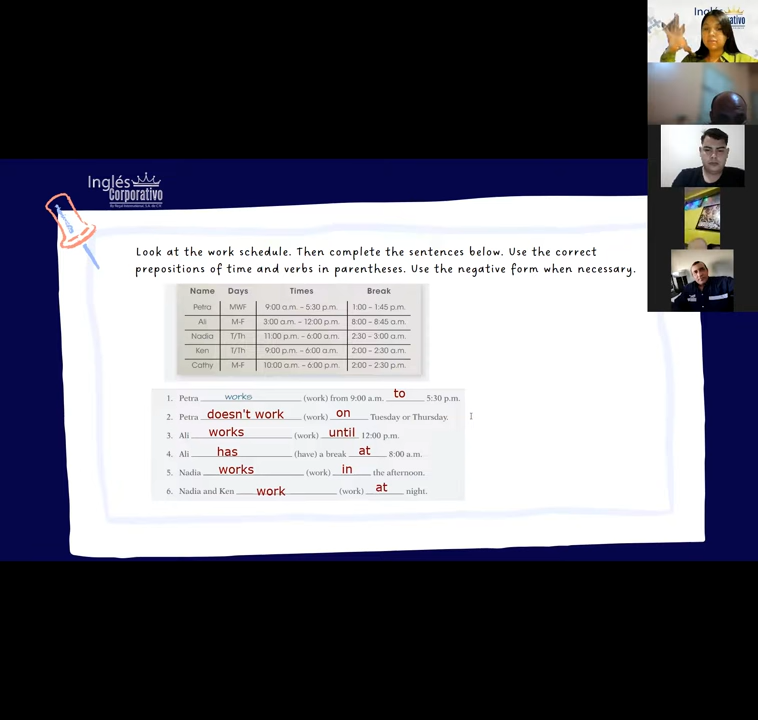 Inglés
Corporativo
Look at the work schedule. Then complete the sentences below. Use the correct
prepositions of time and verbs in parentheses. Use the negative form when necessary.
Name Days Times Break
Petra MWF 9:00 a.m. – 5:30 p.m. 1:00 – 1:45 p.m.
Ali M-F 3:00 a.m. – 12:00 p.m. 8:00 – 8:45 a.m.
Nadia T/Th 11:00 p.m. – 6:00 a.m. 2:30 – 3:00 a.m.
Ken T/Th 9:00 p.m. – 6:00 a.m. 2:00 – 2:30 a.m.
Cathy M-F 10:00 a.m. – 6:00 p.m. 2:00 – 2:30 p.m.
1. Petra works (work) from 9:00 a.m. to 5:30 p.m.
2. Petra doesn't work (work) on Tuesday or Thursday.
3. Ali works (work) until 12:00 p.m.
4. Ali has (have) a break at 8:00 a.m.
5. Nadia works (work) in the afternoon.
6. Nadia and Ken work (work) at night.